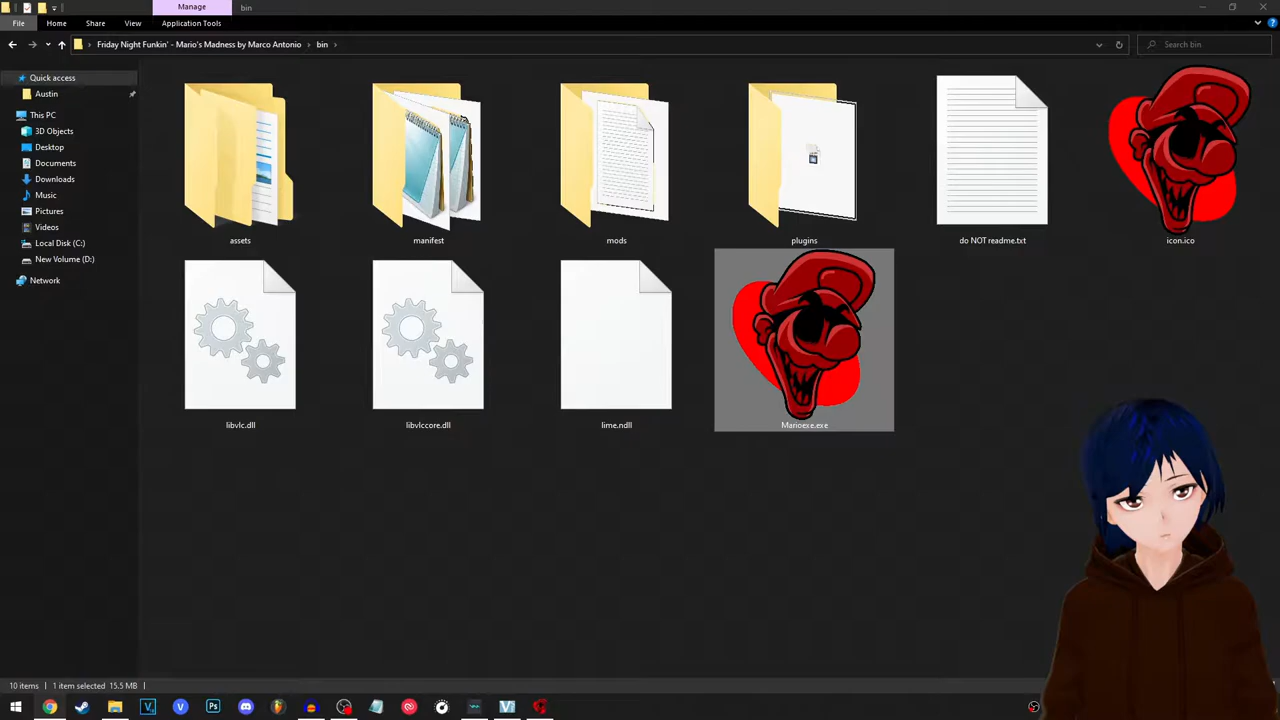 Manage
bin
File
Home
Share
View
Application Tools
Friday Night Funkin' - Mario's Madness by Marco Antonio
bin
Search bin
Quick access
Austin
This PC
3D Objects
Desktop
Documents
Downloads
Music
Pictures
Videos
Local Disk (C:)
New Volume (D:)
Network
assets
manifest
mods
plugins
do NOT readme.txt
icon.ico
libvlc.dll
libvlccore.dll
lime.ndll
Marioexe.exe
10 items
1 item selected 15.5 MB